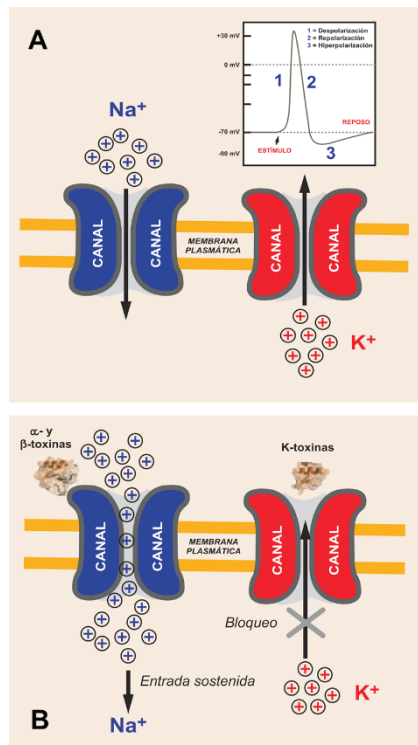 A
+30 mV
0 mV
-70 mV
-90 mV
1 = Despolarización
2 = Repolarización
3 = Hiperpolarización
1
2
3
REPOSO
ESTÍMULO
Na⁺
CANAL
CANAL
MEMBRANA
PLASMÁTICA
CANAL
CANAL
K⁺
α- y
β-toxinas
K-toxinas
CANAL
CANAL
MEMBRANA
PLASMÁTICA
CANAL
CANAL
Bloqueo
Entrada sostenida
K⁺
B
Na⁺